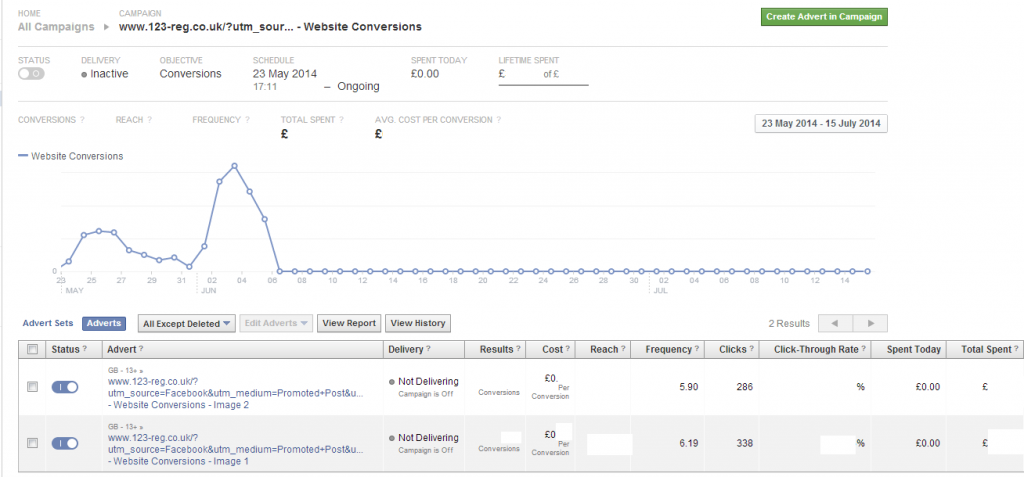 HOME
CAMPAIGN
All Campaigns
www.123-reg.co.uk/?utm_sour... - Website Conversions
Create Advert in Campaign
STATUS
DELIVERY
OBJECTIVE
SCHEDULE
SPENT TODAY
LIFETIME SPENT
Inactive
Conversions
23 May 2014
17:11
– Ongoing
£0.00
£ of £
CONVERSIONS ?
REACH ?
FREQUENCY ?
TOTAL SPENT ?
AVG. COST PER CONVERSION ?
£
£
23 May 2014 - 15 July 2014
Website Conversions
0
23 25 27 29 31 02 04 06 08 10 12 14 16 18 20 22 24 26 28 30 02 04 06 08 10 12 14
MAY JUN JUL
Advert Sets
Adverts
All Except Deleted
Edit Adverts
View Report
View History
2 Results
Status ? Advert ? Delivery ? Results ? Cost ? Reach ? Frequency ? Clicks ? Click-Through Rate ? Spent Today Total Spent ?
GB - 13+ »
www.123-reg.co.uk/?
utm_source=Facebook&utm_medium=Promoted+Post&u...
- Website Conversions - Image 2
Not Delivering
Campaign is Off
Conversions
£0.
Per
Conversion
5.90
286
%
£0.00
£
GB - 13+ »
www.123-reg.co.uk/?
utm_source=Facebook&utm_medium=Promoted+Post&u...
- Website Conversions - Image 1
Not Delivering
Campaign is Off
Conversions
£0
Per
Conversion
6.19
338
%
£0.00
£